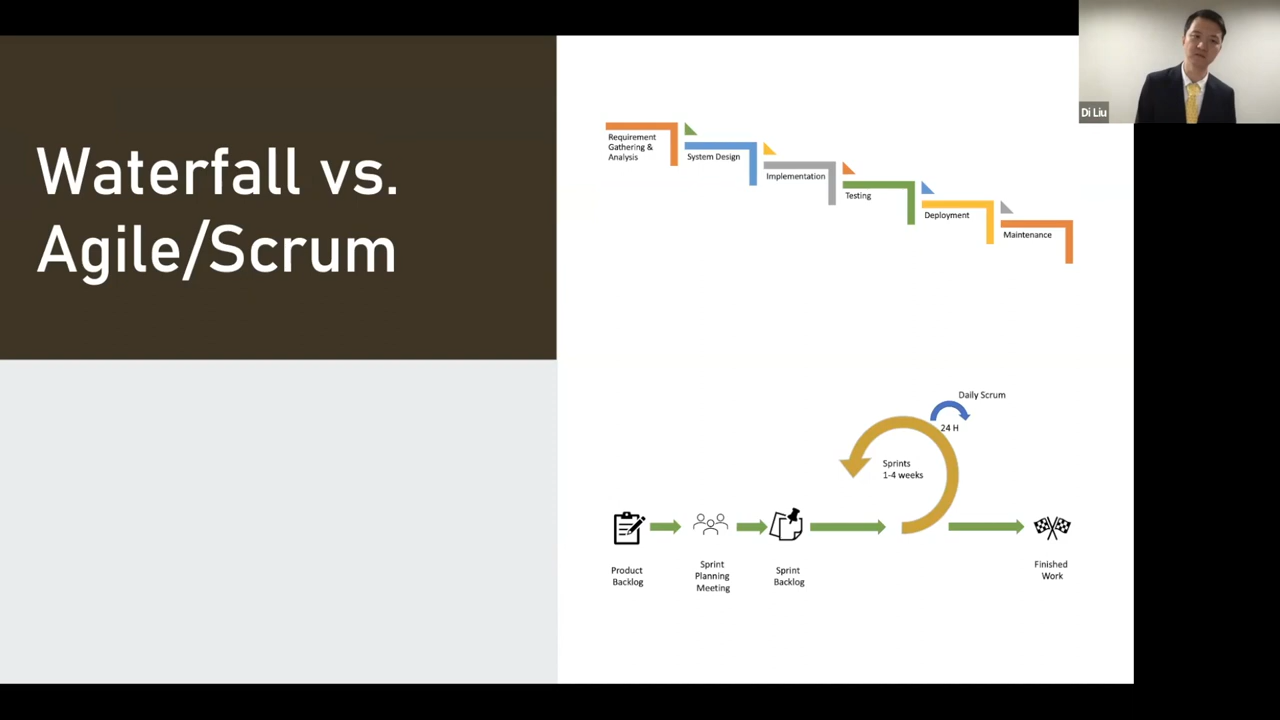 Waterfall vs.
Agile/Scrum
Di Liu
Requirement
Gathering &
Analysis
System Design
Implementation
Testing
Deployment
Maintenance
Daily Scrum
24 H
Sprints
1-4 weeks
Product
Backlog
Sprint
Planning
Meeting
Sprint
Backlog
Finished
Work